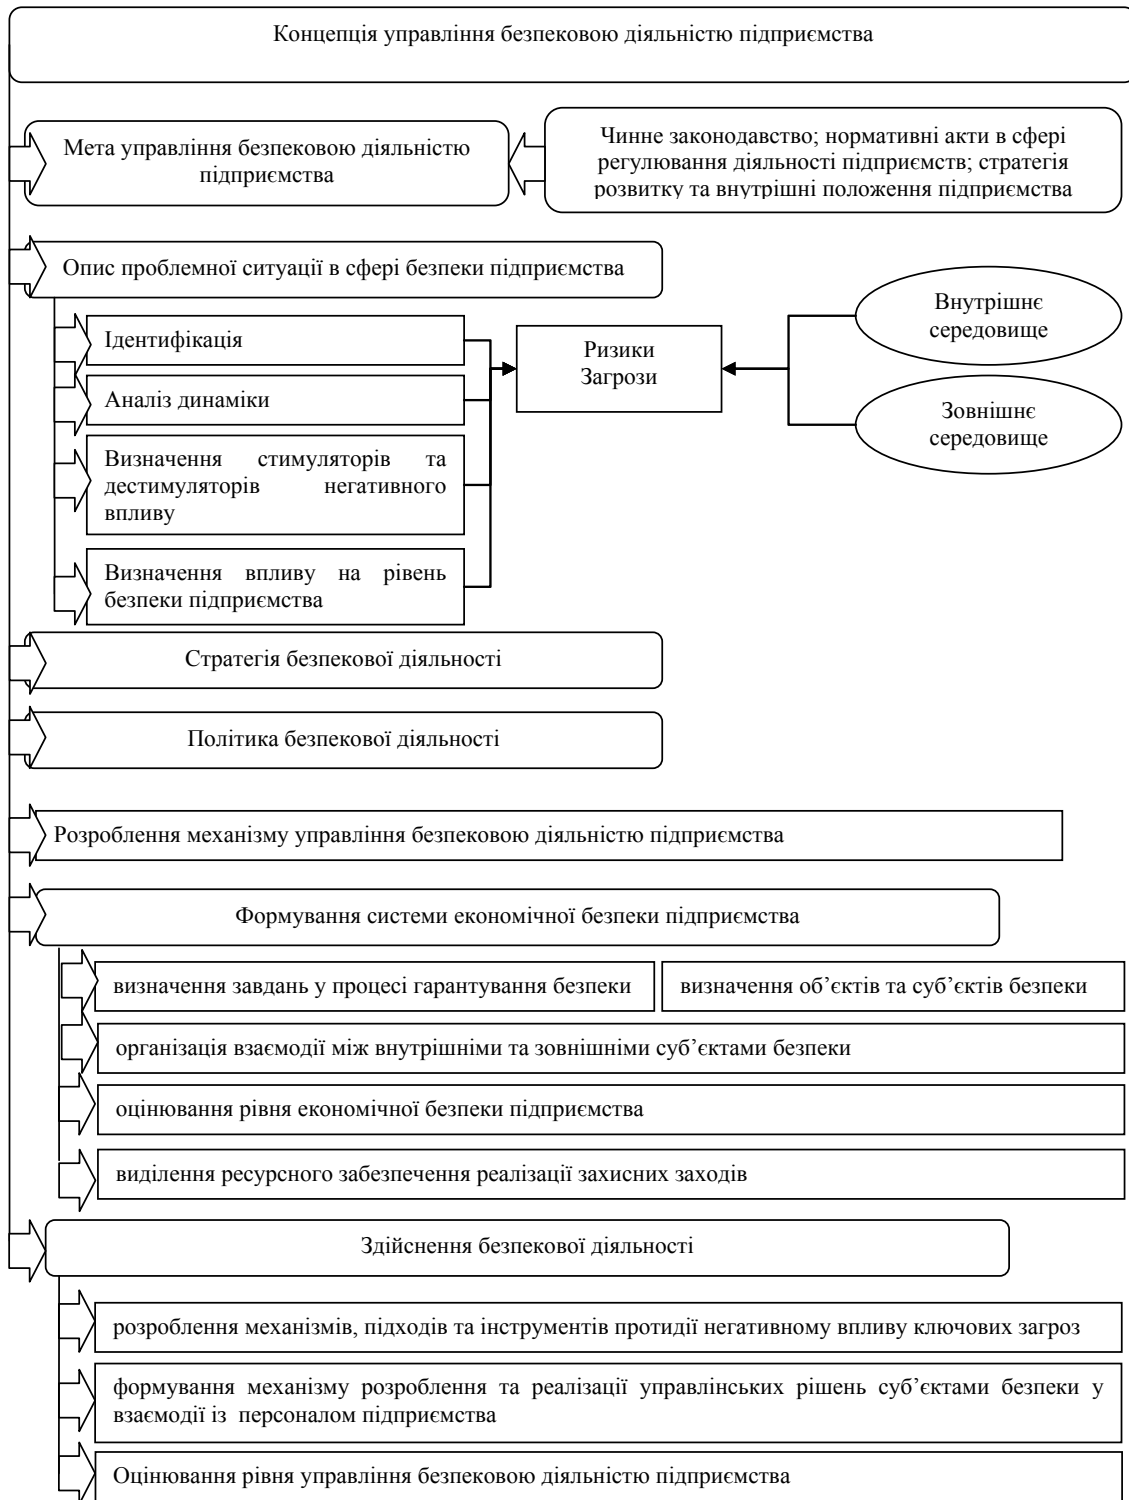 Концепція управління безпековою діяльністю підприємства
Мета управління безпековою діяльністю
підприємства
Чинне законодавство; нормативні акти в сфері
регулювання діяльності підприємств; стратегія
розвитку та внутрішні положення підприємства
Опис проблемної ситуації в сфері безпеки підприємства
Ідентифікація
Аналіз динаміки
Визначення стимуляторів та
дестимуляторів негативного
впливу
Визначення впливу на рівень
безпеки підприємства
Ризики
Загрози
Внутрішнє
середовище
Зовнішнє
середовище
Стратегія безпекової діяльності
Політика безпекової діяльності
Розроблення механізму управління безпековою діяльністю підприємства
Формування системи економічної безпеки підприємства
визначення завдань у процесі гарантування безпеки
визначення об’єктів та суб’єктів безпеки
організація взаємодії між внутрішніми та зовнішніми суб’єктами безпеки
оцінювання рівня економічної безпеки підприємства
виділення ресурсного забезпечення реалізації захисних заходів
Здійснення безпекової діяльності
розроблення механізмів, підходів та інструментів протидії негативному впливу ключових загроз
формування механізму розроблення та реалізації управлінських рішень суб’єктами безпеки у
взаємодії із персоналом підприємства
Оцінювання рівня управління безпековою діяльністю підприємства